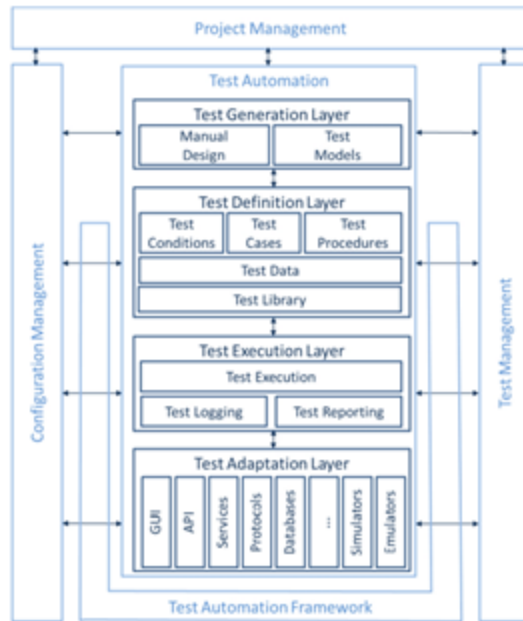 Project Management
Configuration Management
Test Automation
Test Generation Layer
Manual
Design
Test
Models
Test Definition Layer
Test
Conditions
Test
Cases
Test
Procedures
Test Data
Test Library
Test Execution Layer
Test Execution
Test Logging
Test Reporting
Test Adaptation Layer
GUI
API
Services
Protocols
Databases
...
Simulators
Emulators
Test Management
Test Automation Framework